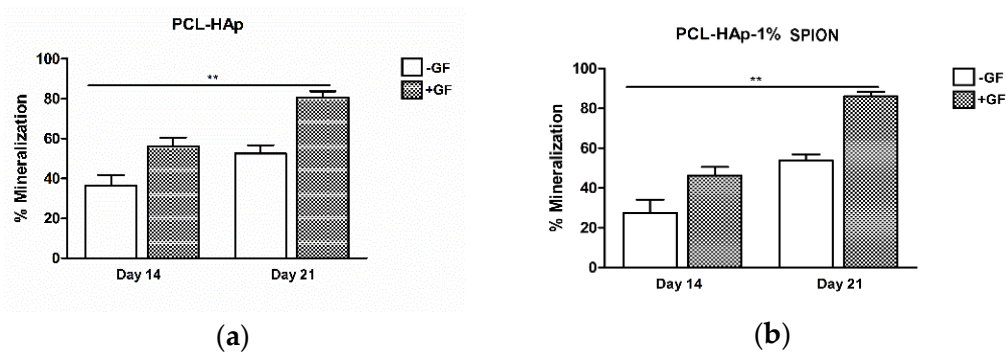 PCL-HAp
-GF
+GF
**
% Mineralization
100
80
60
40
20
0
Day 14 Day 21
(a)
PCL-HAp-1% SPION
-GF
+GF
**
% Mineralization
100
80
60
40
20
0
Day 14 Day 21
(b)